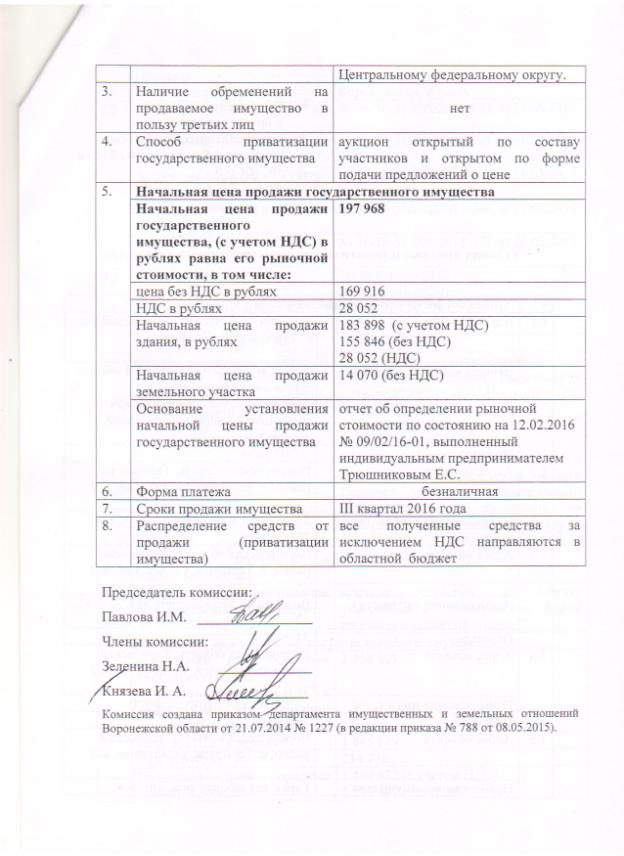 Центральному федеральному округу.
3. Наличие обременений на
продаваемое имущество в
пользу третьих лиц
нет
4. Способ приватизации
государственного имущества
аукцион открытый по составу
участников и открытом по форме
подачи предложений о цене
5. Начальная цена продажи государственного имущества
Начальная цена продажи
государственного
имущества, (с учетом НДС) в
рублях равна его рыночной
стоимости, в том числе:
197 968
цена без НДС в рублях 169 916
НДС в рублях 28 052
Начальная цена продажи
здания, в рублях
183 898 (с учетом НДС)
155 846 (без НДС)
28 052 (НДС)
Начальная цена продажи
земельного участка
14 070 (без НДС)
Основание установления
начальной цены продажи
государственного имущества
отчет об определении рыночной
стоимости по состоянию на 12.02.2016
№ 09/02/16-01, выполненный
индивидуальным предпринимателем
Трюшниковым Е.С.
6. Форма платежа безналичная
7. Сроки продажи имущества III квартал 2016 года
8. Распределение средств от
продажи (приватизации
имущества)
все полученные средства за
исключением НДС направляются в
областной бюджет
Председатель комиссии:
Павлова И.М.
Члены комиссии:
Зеленина Н.А.
Князева И. А.
Комиссия создана приказом департамента имущественных и земельных отношений
Воронежской области от 21.07.2014 № 1227 (в редакции приказа № 788 от 08.05.2015).